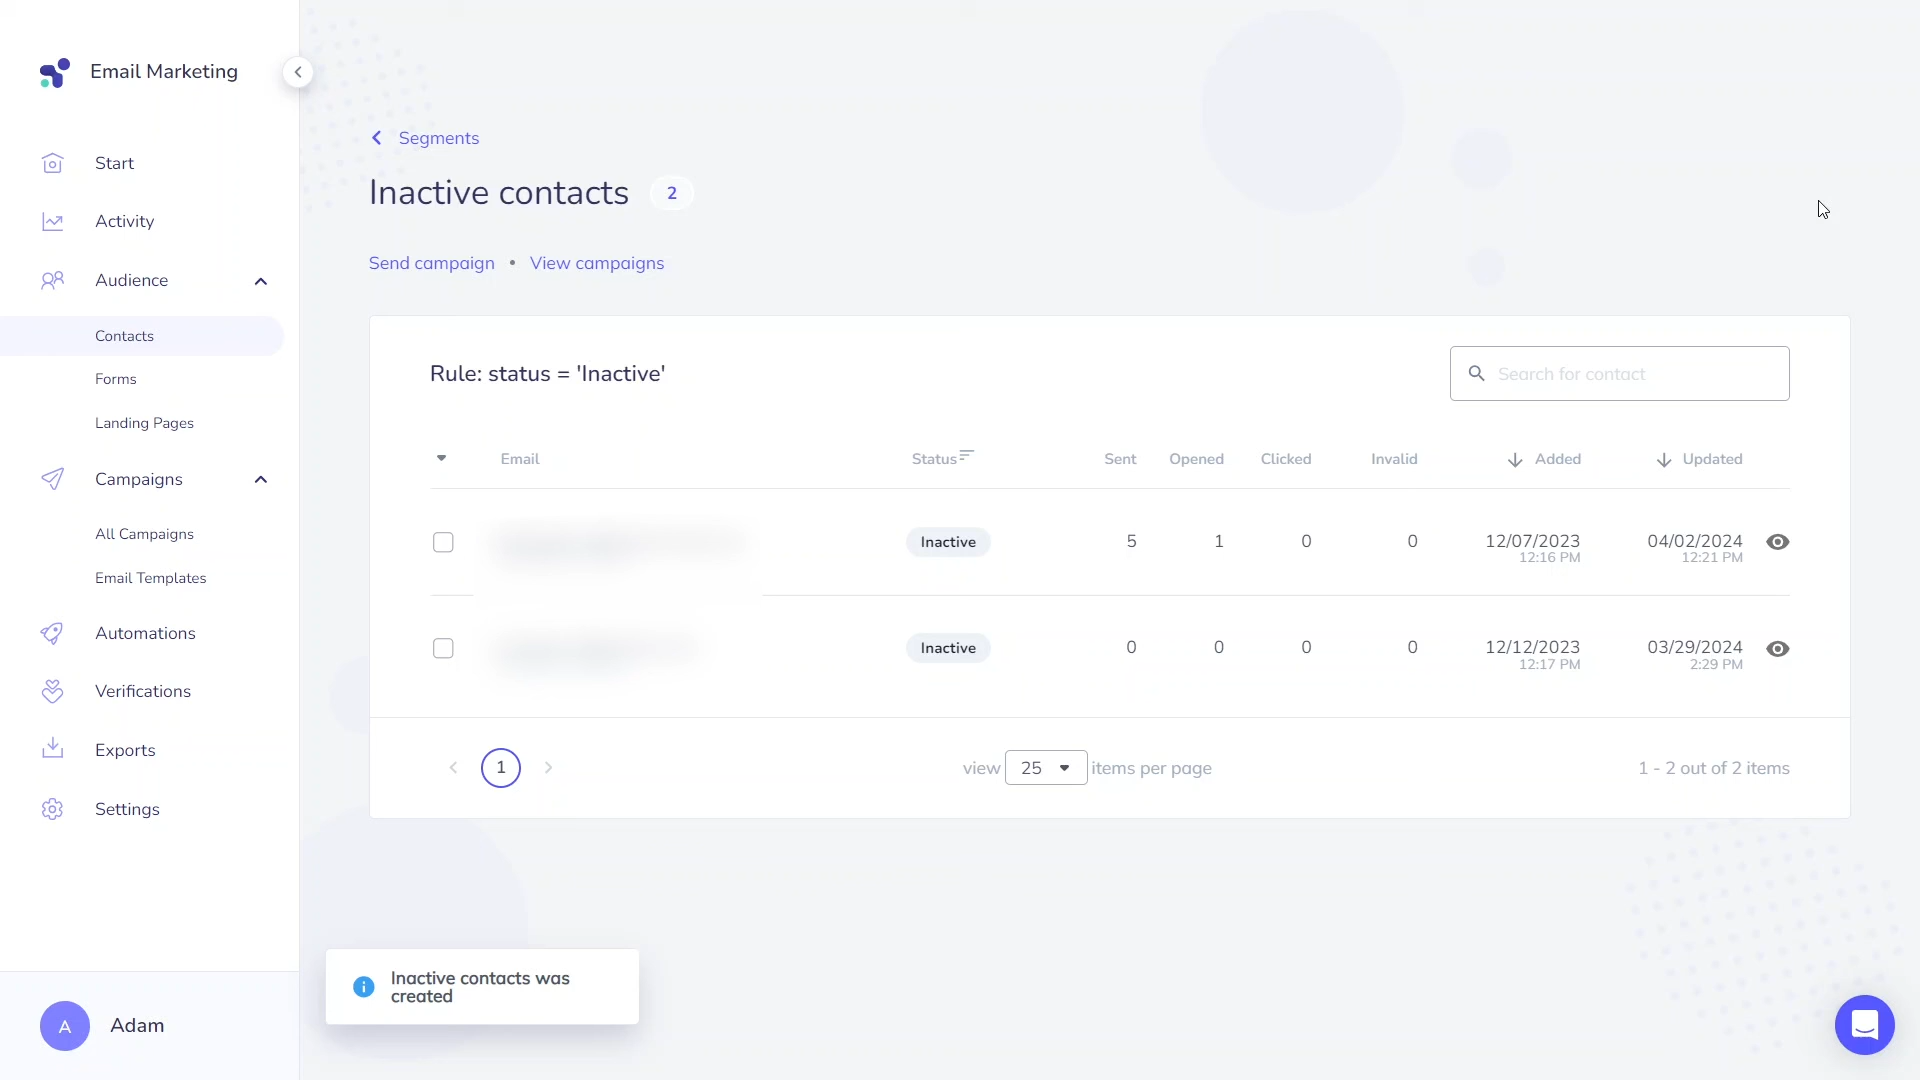 Email Marketing
Start
Activity
Audience
Contacts
Forms
Landing Pages
Campaigns
All Campaigns
Email Templates
Automations
Verifications
Exports
Settings
A Adam
Segments
Inactive contacts 2
Send campaign • View campaigns
Rule: status = 'Inactive'
Search for contact
Email Status Sent Opened Clicked Invalid Added Updated
Inactive 5 1 0 0 12/07/2023 04/02/2024
12:16 PM 12:21 PM
Inactive 0 0 0 0 12/12/2023 03/29/2024
12:17 PM 2:29 PM
1 view 25 items per page 1 - 2 out of 2 items
Inactive contacts was
created